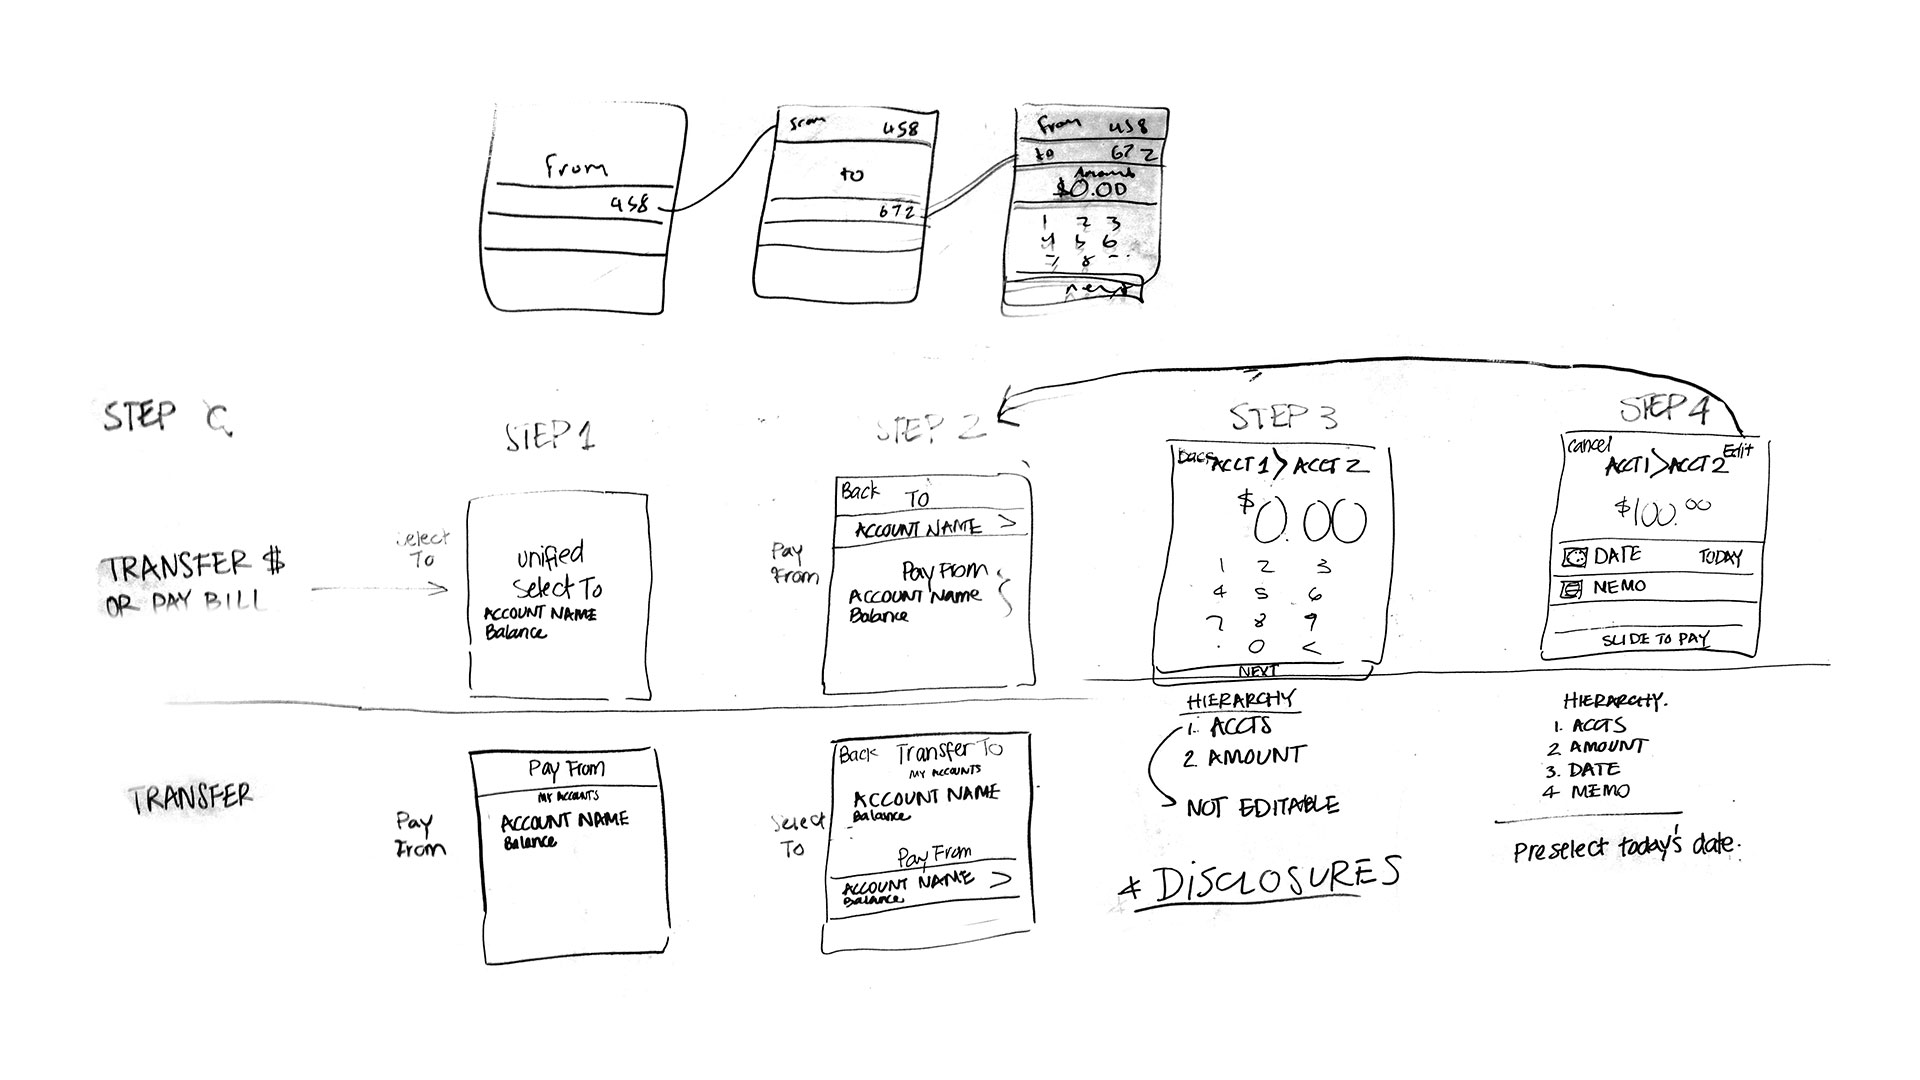 From
458
from 458
to
672
From 458
to 672
Amount
$0.00
1 2 3
4 5 6
7 8
next
STEP
STEP 1
STEP 2
STEP 3
STEP 4
TRANSFER $
OR PAY BILL
Select
To
unified
Select To
ACCOUNT NAME
Balance
Pay
From
Back TO
ACCOUNT NAME >
Pay From
ACCOUNT Name
Balance
Back ACCT 1 > ACCT 2
$0.00
1 2 3
4 5 6
7 8 9
. 0 <
NEXT
Cancel Edit
ACCT1>ACCT2
$100.00
DATE TODAY
MEMO
SLIDE TO PAY
TRANSFER
Pay
From
Pay From
MY ACCOUNTS
ACCOUNT NAME
Balance
Select
To
Back Transfer To
MY ACCOUNTS
ACCOUNT NAME
Balance
Pay From
ACCOUNT NAME >
Balance
HIERARCHY
1. ACCTS
2. AMOUNT
NOT EDITABLE
* DISCLOSURES
HIERARCHY.
1. ACCTS
2 AMOUNT
3. DATE
4 MEMO
Preselect today's date.